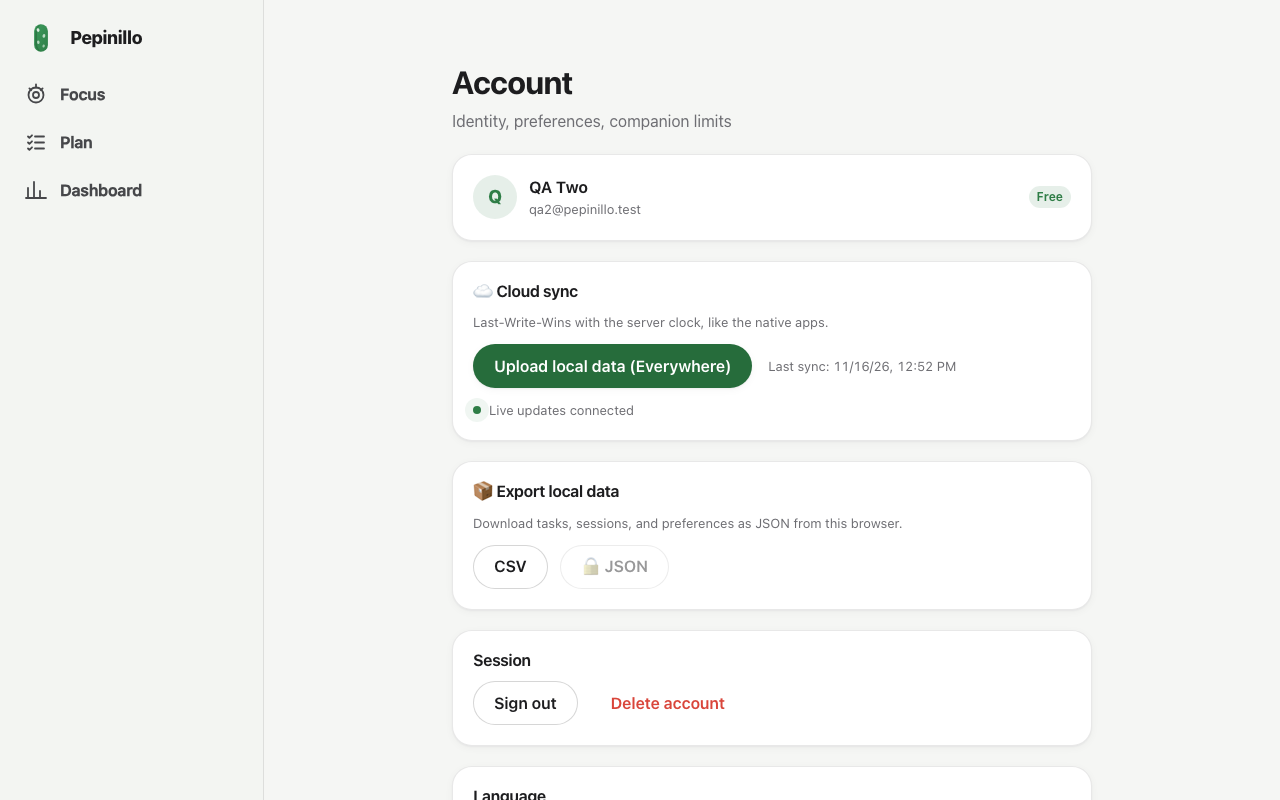 Pepinillo
Focus
Plan
Dashboard
Account
Identity, preferences, companion limits
Q
QA Two
qa2@pepinillo.test
Free
☁️ Cloud sync
Last-Write-Wins with the server clock, like the native apps.
Upload local data (Everywhere)
Last sync: 11/16/26, 12:52 PM
Live updates connected
📦 Export local data
Download tasks, sessions, and preferences as JSON from this browser.
CSV
🔒 JSON
Session
Sign out
Delete account
Language